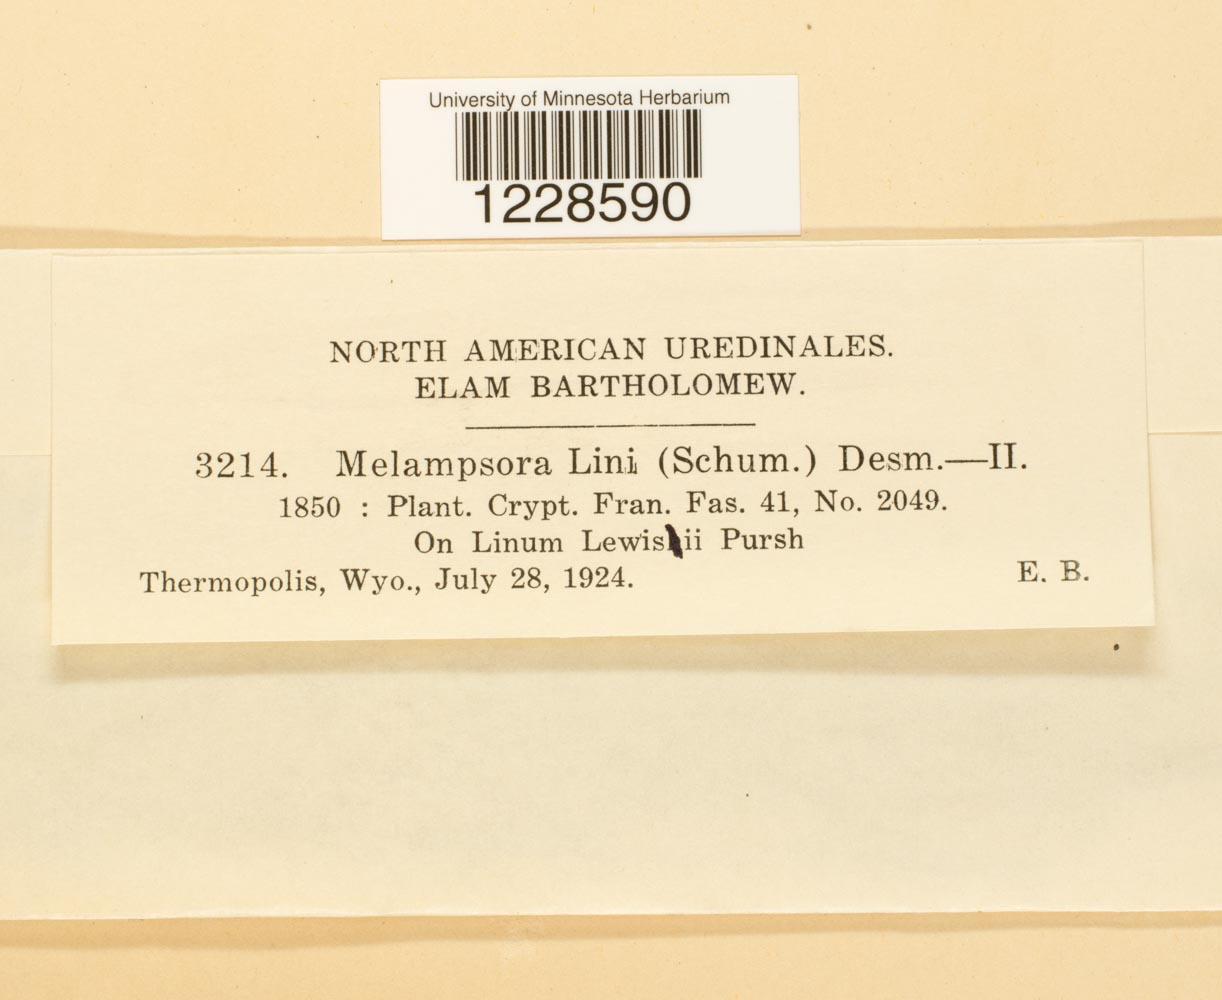 University of Minnesota Herbarium
1228590
NORTH AMERICAN UREDINALES.
ELAM BARTHOLOMEW.
3214. Melampsora Lini (Schum.) Desm.—II.
1850 : Plant. Crypt. Fran. Fas. 41, No. 2049.
On Linum Lewisii Pursh
Thermopolis, Wyo., July 28, 1924. E. B.